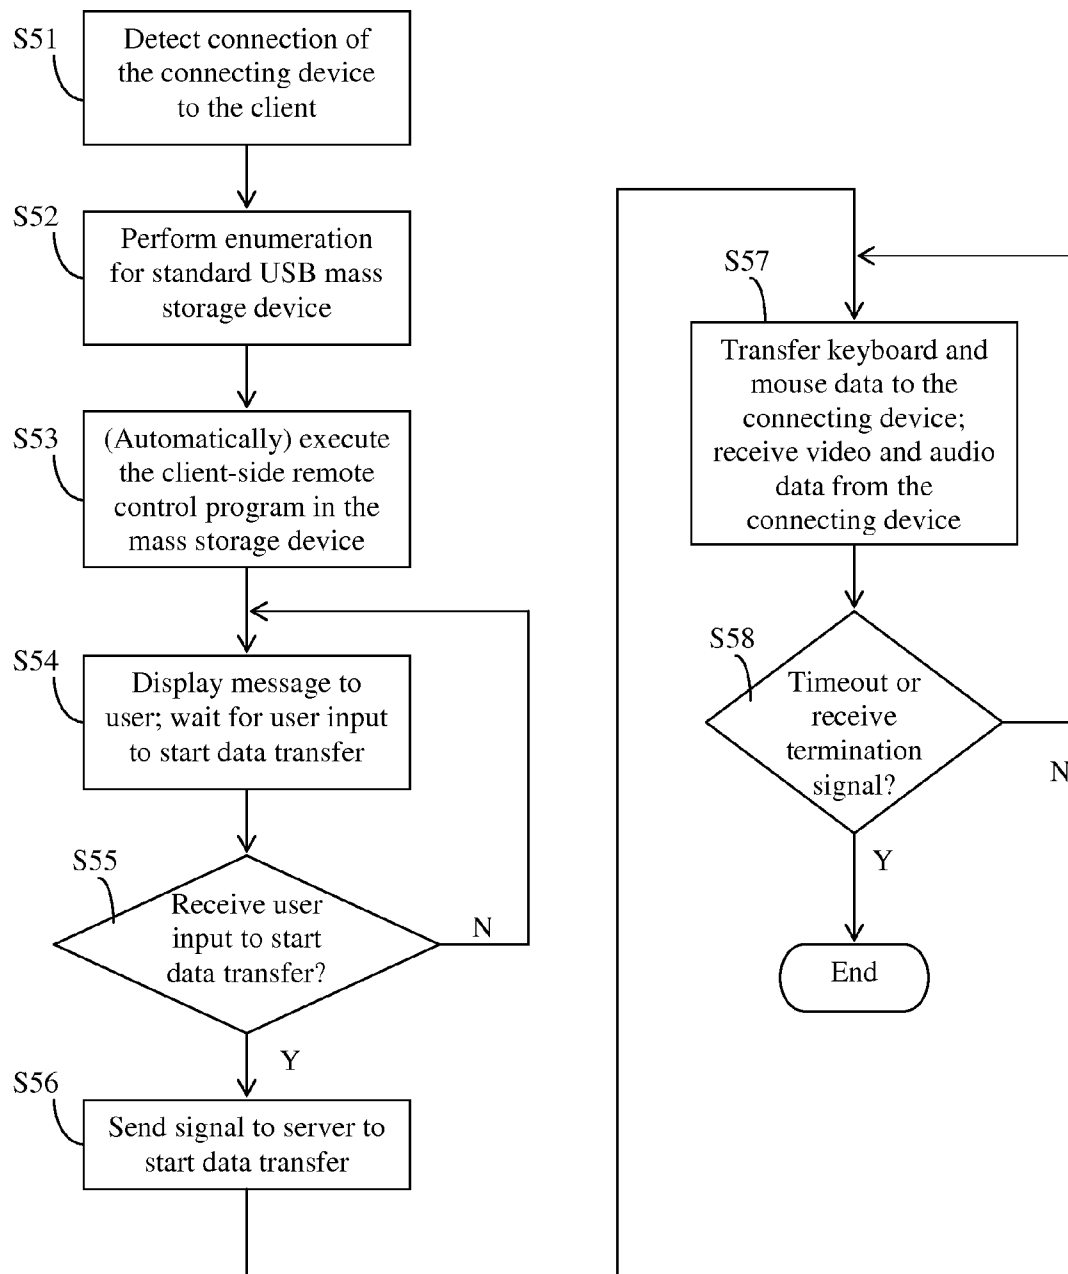 S51
Detect connection of
the connecting device
to the client
S52
Perform enumeration
for standard USB mass
storage device
S53
(Automatically) execute
the client-side remote
control program in the
mass storage device
S54
Display message to
user; wait for user input
to start data transfer
S55
Receive user
input to start
data transfer?
N
Y
S56
Send signal to server to
start data transfer
S57
Transfer keyboard and
mouse data to the
connecting device;
receive video and audio
data from the
connecting device
S58
Timeout or
receive
termination
signal?
N
Y
End